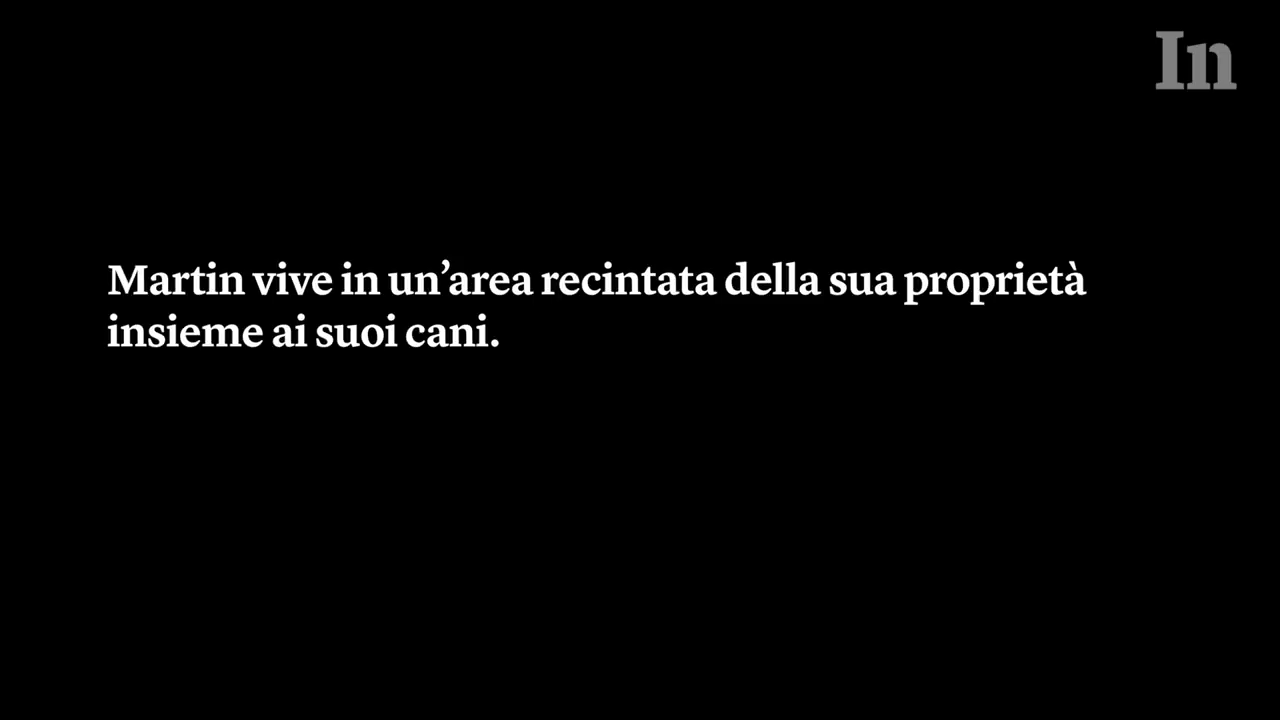 In
Martin vive in un’area recintata della sua proprietà
insieme ai suoi cani.